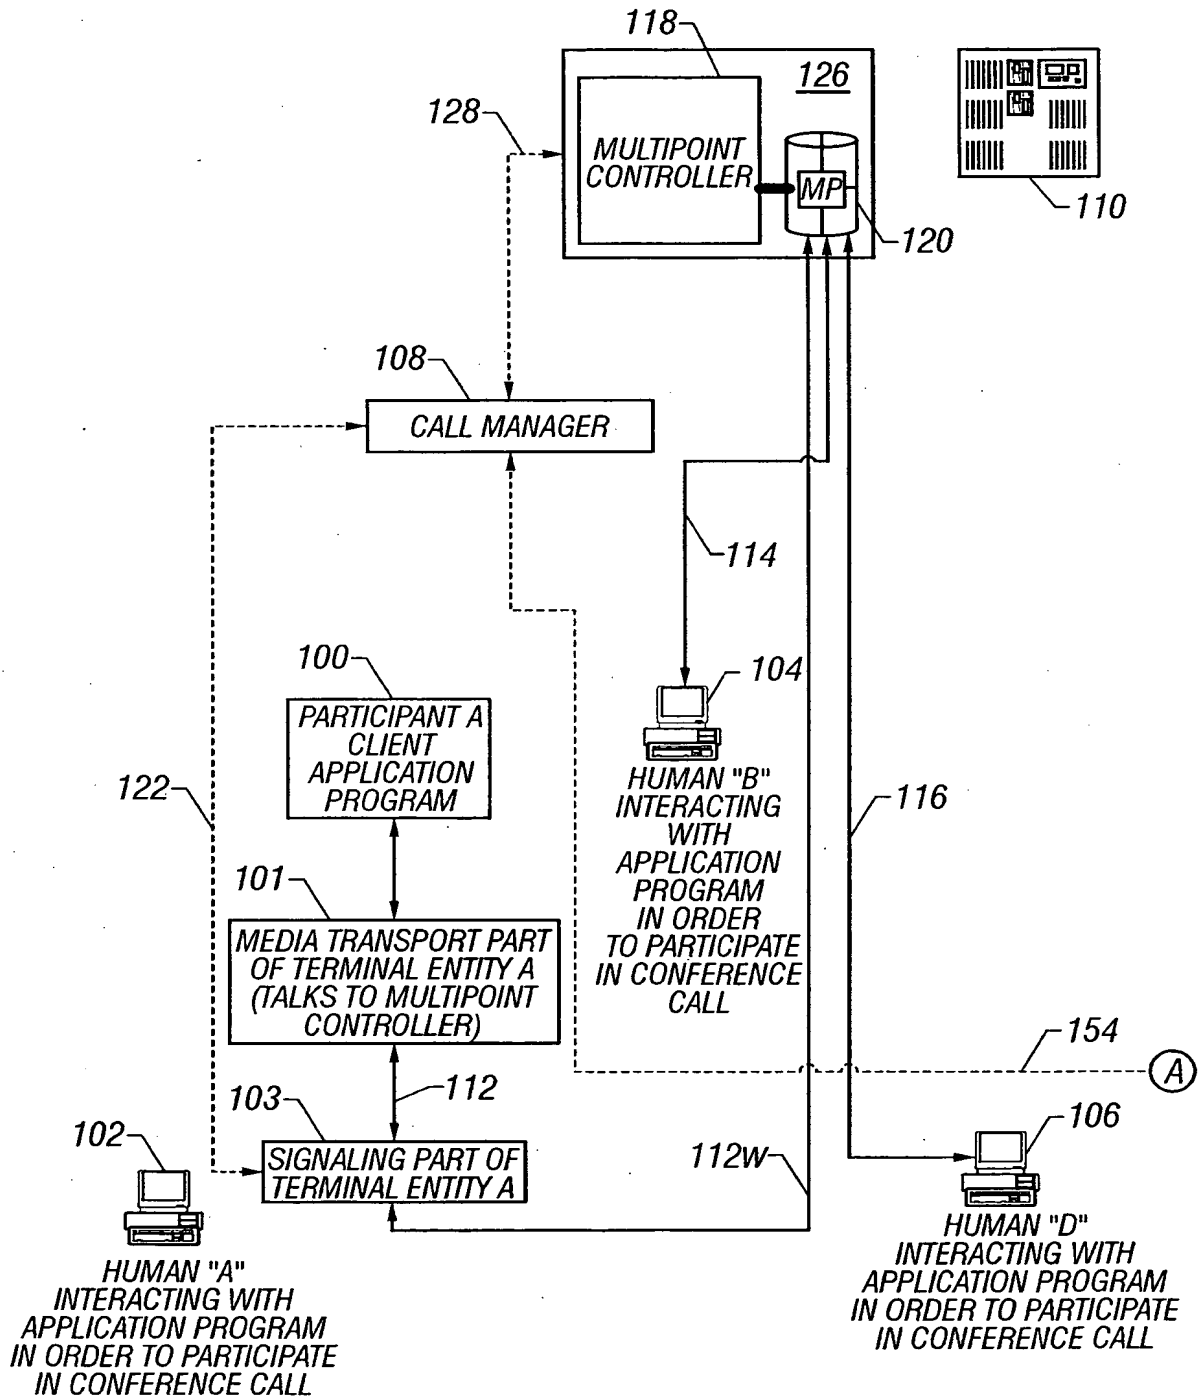 118
126
128
MULTIPOINT
CONTROLLER
MP
110
120
108
CALL MANAGER
114
100
PARTICIPANT A
CLIENT
APPLICATION
PROGRAM
104
122
HUMAN "B"
INTERACTING
WITH
APPLICATION
PROGRAM
IN ORDER
TO PARTICIPATE
IN CONFERENCE
CALL
116
101
MEDIA TRANSPORT PART
OF TERMINAL ENTITY A
(TALKS TO MULTIPOINT
CONTROLLER)
154
A
112
103
SIGNALING PART OF
TERMINAL ENTITY A
102
112W
106
HUMAN "A"
INTERACTING WITH
APPLICATION PROGRAM
IN ORDER TO PARTICIPATE
IN CONFERENCE CALL
HUMAN "D"
INTERACTING WITH
APPLICATION PROGRAM
IN ORDER TO PARTICIPATE
IN CONFERENCE CALL